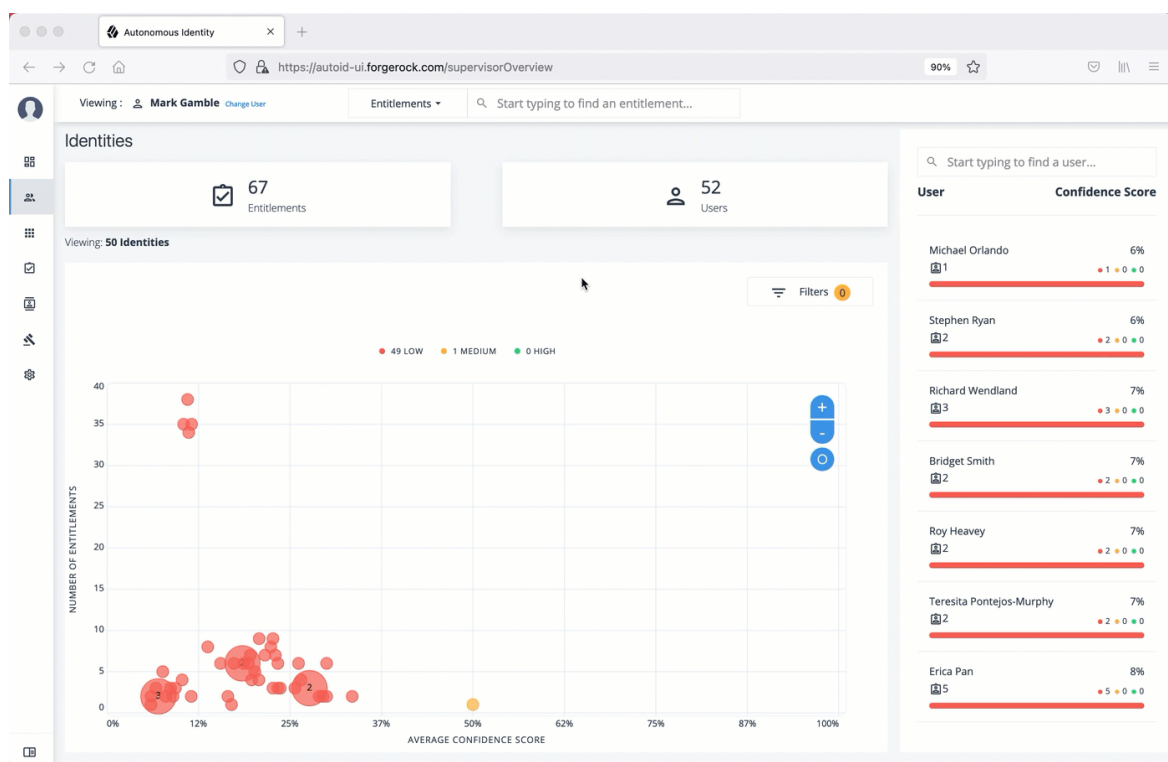 Autonomous Identity
https://autoid-ui.forgerock.com/supervisorOverview
90%
Viewing : Mark Gamble Change User
Entitlements
Start typing to find an entitlement...
Identities
67
Entitlements
52
Users
Viewing: 50 Identities
Filters 0
49 LOW 1 MEDIUM 0 HIGH
NUMBER OF ENTITLEMENTS
40
35
30
25
20
15
10
5
0
3
2
0% 12% 25% 37% 50% 62% 75% 87% 100%
AVERAGE CONFIDENCE SCORE
+
-
Start typing to find a user...
User Confidence Score
Michael Orlando 6%
1 1 0 0
Stephen Ryan 6%
2 2 0 0
Richard Wendland 7%
3 3 0 0
Bridget Smith 7%
2 2 0 0
Roy Heavey 7%
2 2 0 0
Teresita Pontejos-Murphy 7%
2 2 0 0
Erica Pan 8%
5 5 0 0